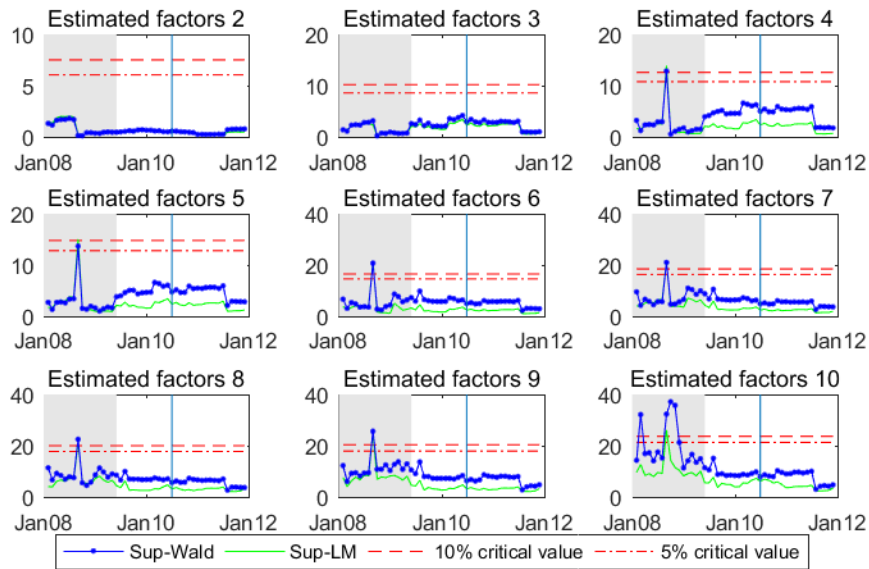 Estimated factors 2
10
5
0
Jan08 Jan10 Jan12
Estimated factors 3
20
10
0
Jan08 Jan10 Jan12
Estimated factors 4
20
10
0
Jan08 Jan10 Jan12
Estimated factors 5
20
10
0
Jan08 Jan10 Jan12
Estimated factors 6
40
20
0
Jan08 Jan10 Jan12
Estimated factors 7
40
20
0
Jan08 Jan10 Jan12
Estimated factors 8
40
20
0
Jan08 Jan10 Jan12
Estimated factors 9
40
20
0
Jan08 Jan10 Jan12
Estimated factors 10
40
20
0
Jan08 Jan10 Jan12
Sup-Wald Sup-LM 10% critical value 5% critical value